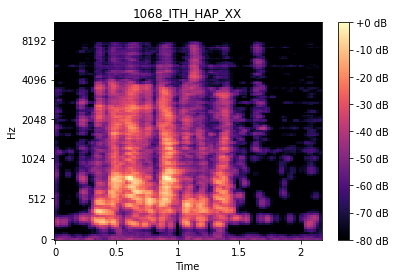 1068_ITH_HAP_XX
8192
4096
2048
1024
512
0
Hz
0
0.5
1
1.5
2
Time
+0 dB
-10 dB
-20 dB
-30 dB
-40 dB
-50 dB
-60 dB
-70 dB
-80 dB